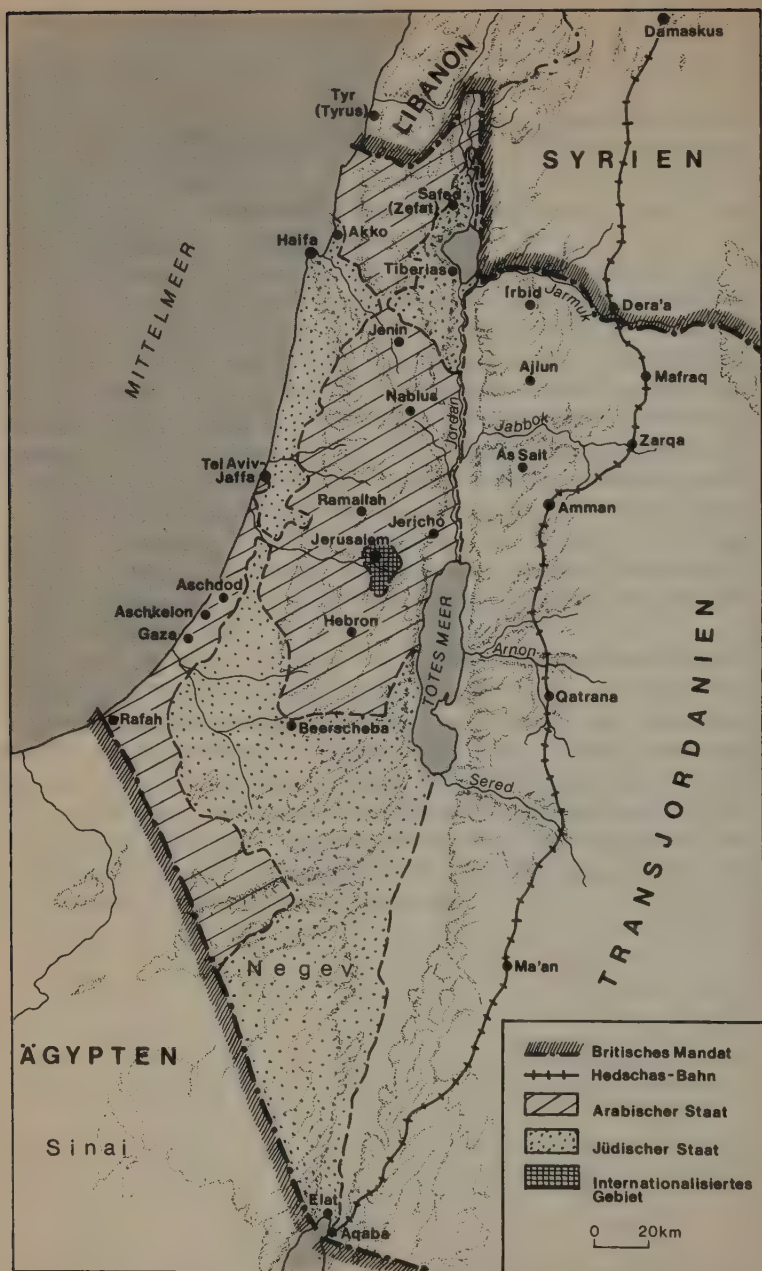 Damaskus
LIBANON
Tyr
(Tyrus)
SYRIEN
Safed
(Zefat)
Akko
Haifa
Tiberias
MITTELMEER
Irbid
Jarmuk
Dera'a
Jenin
Ajlun
Mafraq
Nablus
Jordan
Jabbok
Zarqa
Tel Aviv-
Jaffa
As Salt
Ramallah
Amman
Jericho
Jerusalem
Aschdod
Aschkelon
Gaza
Hebron
TOTES MEER
Arnon
Qatrana
Rafah
Beerscheba
Sered
TRANSJORDANIEN
Negev
Ma'an
ÄGYPTEN
Sinai
Elat
Aqaba
Britisches Mandat
Hedschas-Bahn
Arabischer Staat
Jüdischer Staat
Internationalisiertes
Gebiet
0 20km